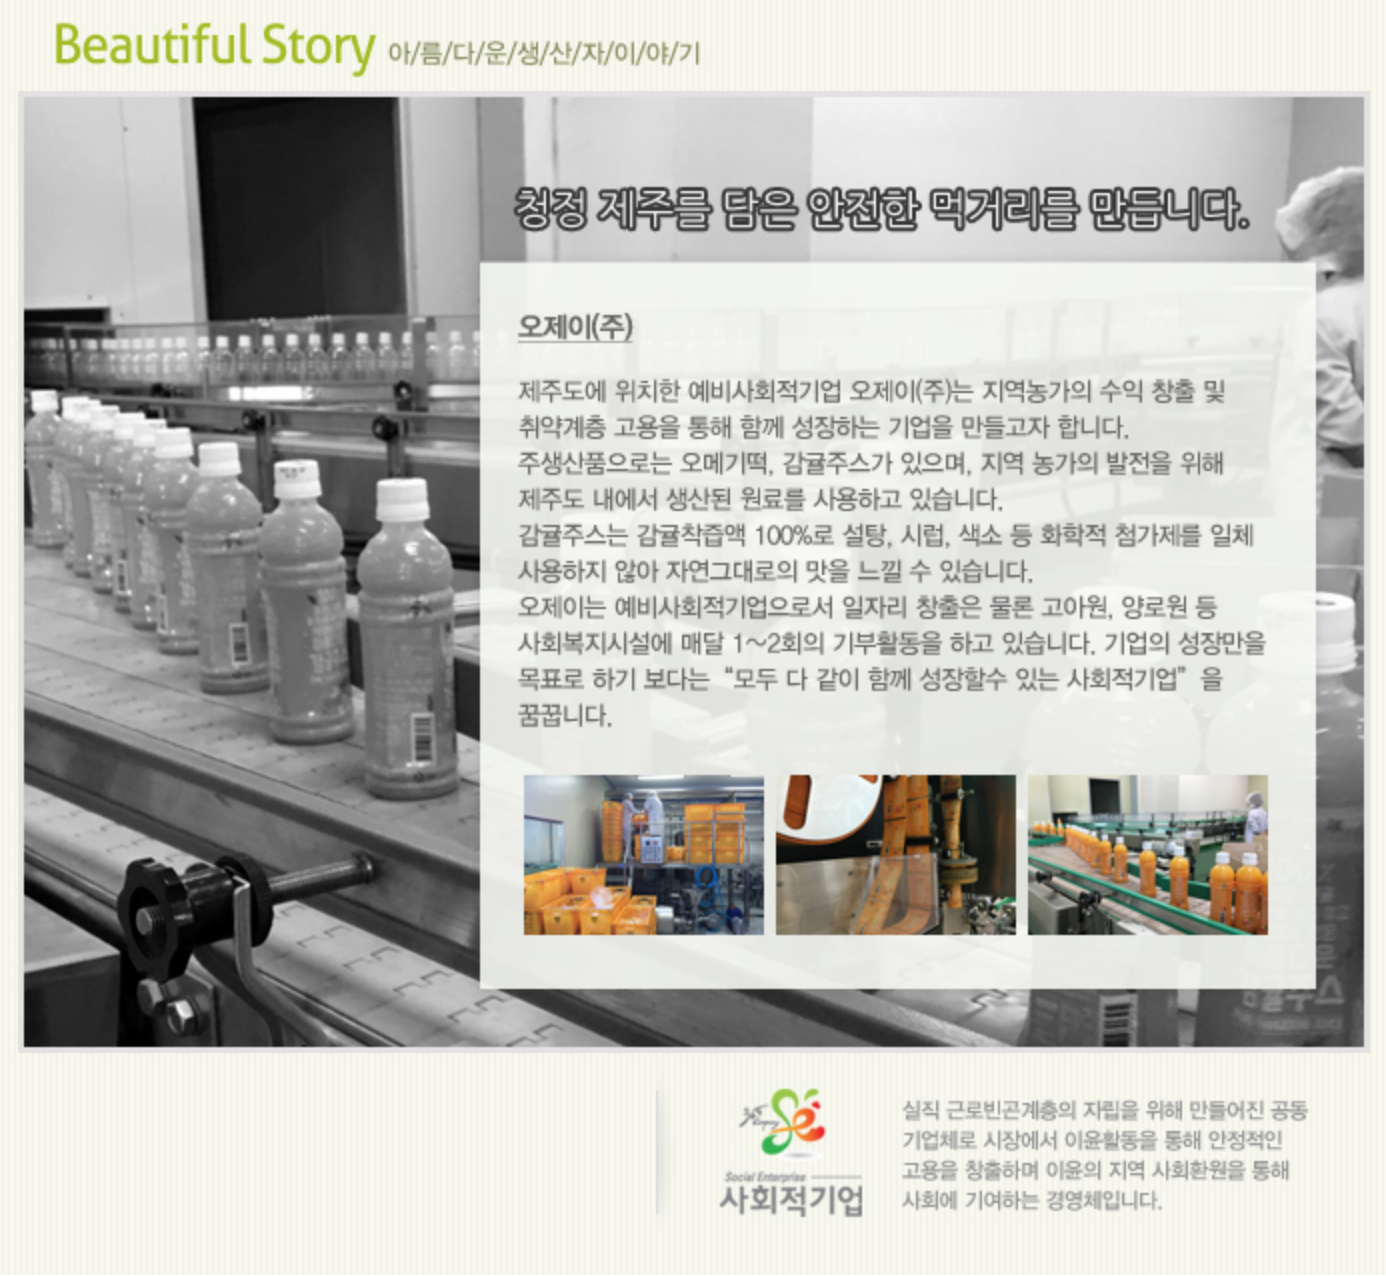 Beautiful Story 아/름/다/운/생/산/자/이/야/기
청정 제주를 담은 안전한 먹거리를 만듭니다.
오제이(주)
제주도에 위치한 예비사회적기업 오제이(주)는 지역농가의 수익 창출 및
취약계층 고용을 통해 함께 성장하는 기업을 만들고자 합니다.
주생산품으로는 오메기떡, 감귤주스가 있으며, 지역 농가의 발전을 위해
제주도 내에서 생산된 원료를 사용하고 있습니다.
감귤주스는 감귤착즙액 100%로 설탕, 시럽, 색소 등 화학적 첨가제를 일체
사용하지 않아 자연그대로의 맛을 느낄 수 있습니다.
오제이는 예비사회적기업으로서 일자리 창출은 물론 고아원, 양로원 등
사회복지시설에 매달 1~2회의 기부활동을 하고 있습니다. 기업의 성장만을
목표로 하기 보다는 “모두 다 같이 함께 성장할수 있는 사회적기업” 을
꿈꿉니다.
Social Enterprise
사회적기업
실직 근로빈곤계층의 자립을 위해 만들어진 공동
기업체로 시장에서 이윤활동을 통해 안정적인
고용을 창출하며 이윤의 지역 사회환원을 통해
사회에 기여하는 경영체입니다.